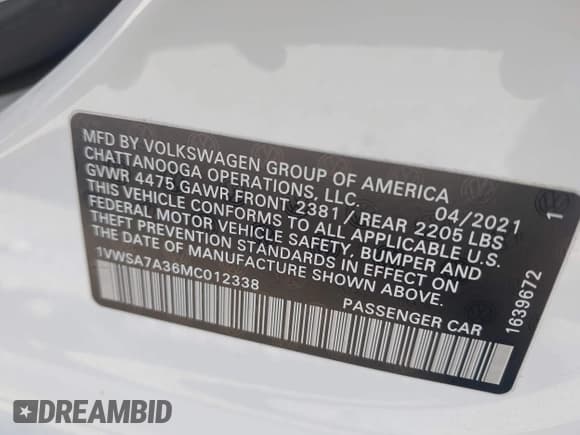 MFD BY VOLKSWAGEN GROUP OF AMERICA
CHATTANOOGA OPERATIONS, LLC. 04/2021 1
GVWR 4475 GAWR FRONT 2381 / REAR 2205 LBS
THIS VEHICLE CONFORMS TO ALL APPLICABLE U.S.
FEDERAL MOTOR VEHICLE SAFETY, BUMPER AND
THEFT PREVENTION STANDARDS IN EFFECT ON
THE DATE OF MANUFACTURE SHOWN ABOVE.
1VWSA7A36MC012338
PASSENGER CAR
1639672
DREAMBID